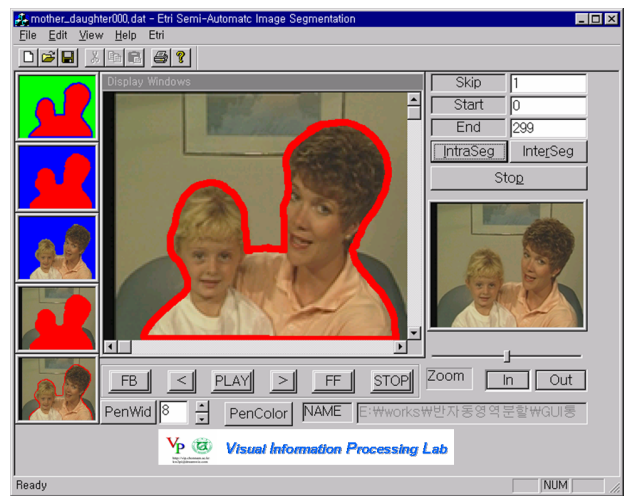 mother_daughter000.dat - Etri Semi-Automatc Image Segmentation
File Edit View Help Etri
Display Windows
Skip 1
Start 0
End 299
IntraSeg InterSeg
Stop
FB < PLAY > FF STOP
Zoom In Out
PenWid 8 PenColor NAME E:₩works₩반자동영역분할₩GUI통
VP Visual Information Processing Lab
Ready NUM